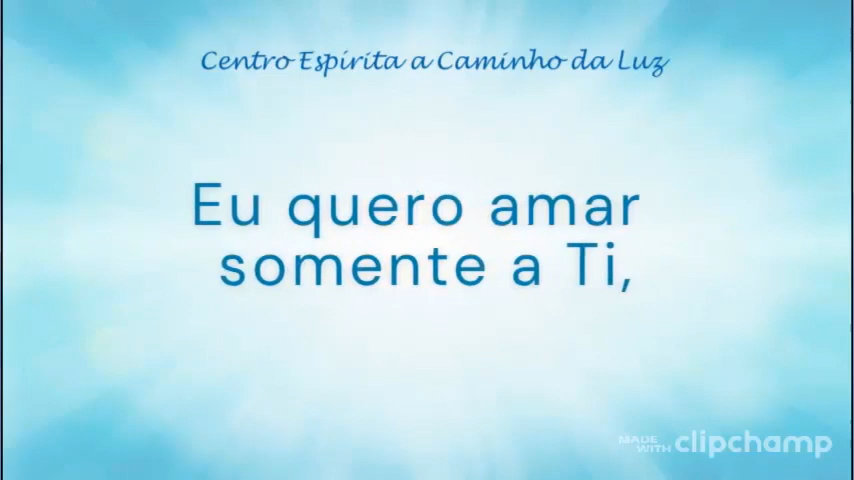 Centro Espírita a Caminho da Luz
Eu quero amar
somente a Ti,
MADE
WITH clipchamp